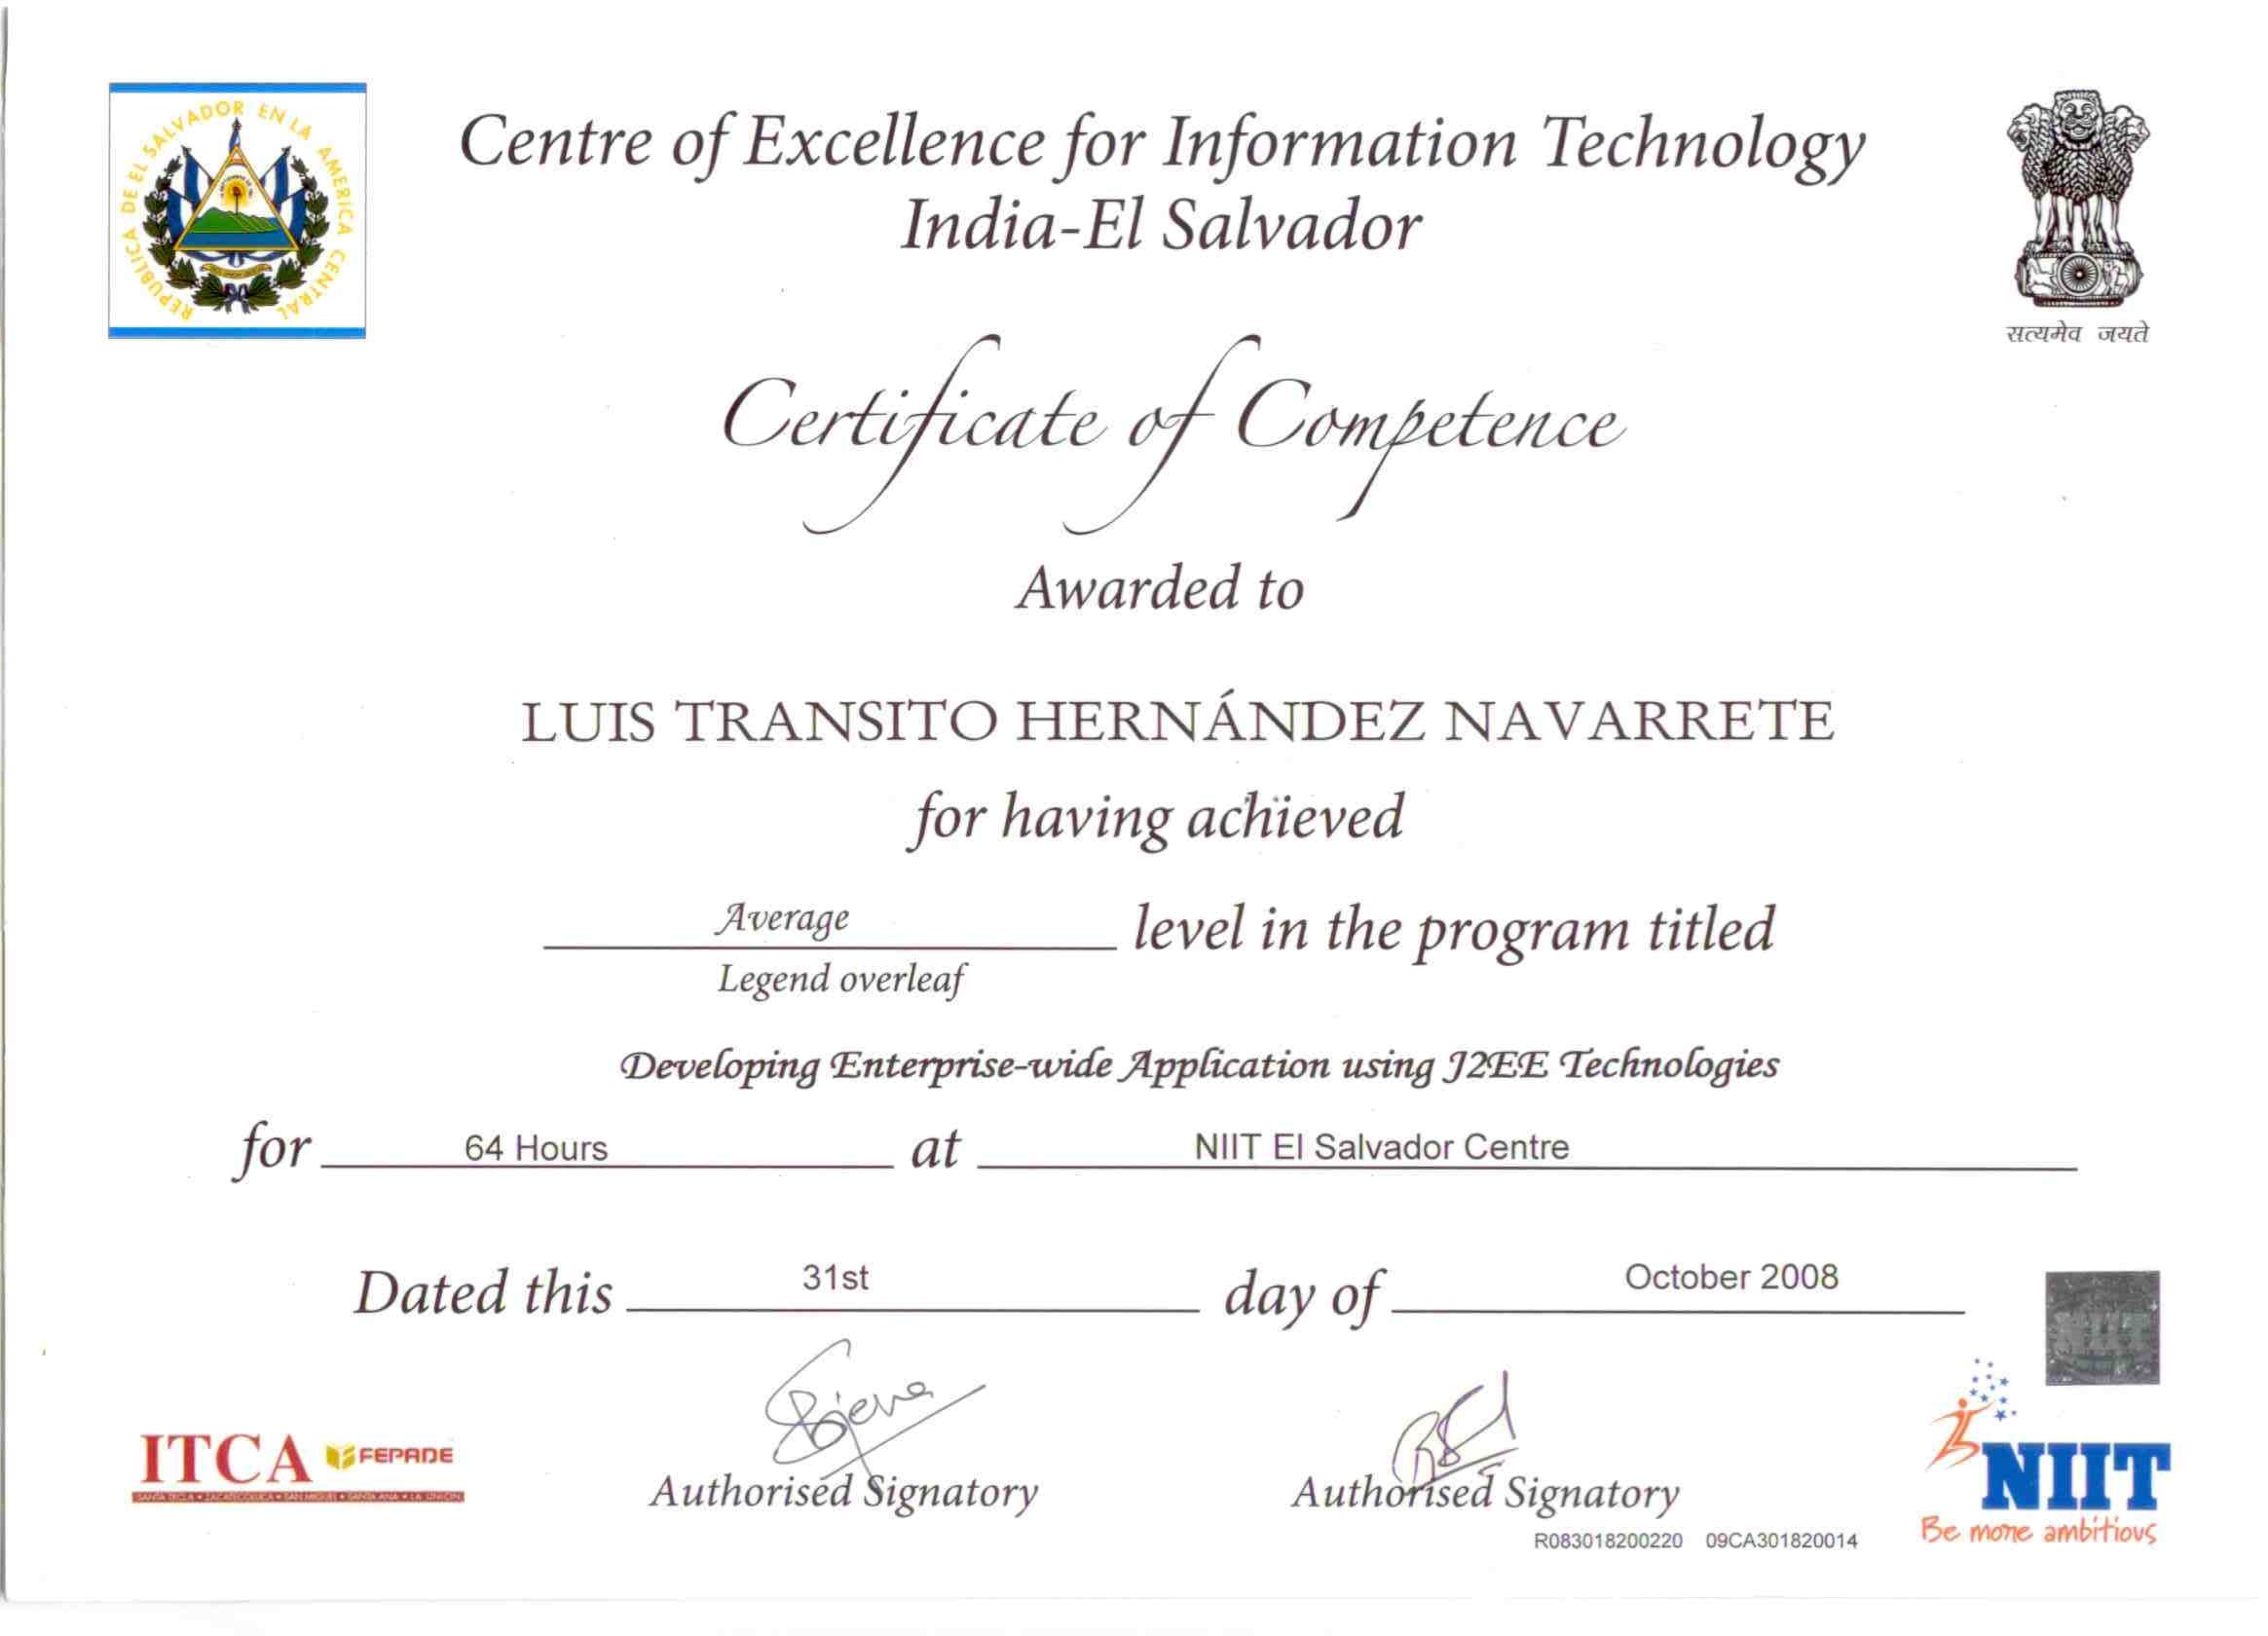 REPUBLICA DE EL SALVADOR EN LA AMERICA CENTRAL
Centre of Excellence for Information Technology
India-El Salvador
सत्यमेव जयते
Certificate of Competence
Awarded to
LUIS TRANSITO HERNÁNDEZ NAVARRETE
for having achieved
Average level in the program titled
Legend overleaf
Developing Enterprise-wide Application using J2EE Technologies
for 64 Hours at NIIT El Salvador Centre
Dated this 31st day of October 2008
NIIT
ITCA FEPADE
SANTA TECLA • ZACATECOLUCA • SAN MIGUEL • SANTA ANA • LA UNION
Authorised Signatory
Authorised Signatory
R083018200220 09CA301820014
NIIT
Be more ambitious